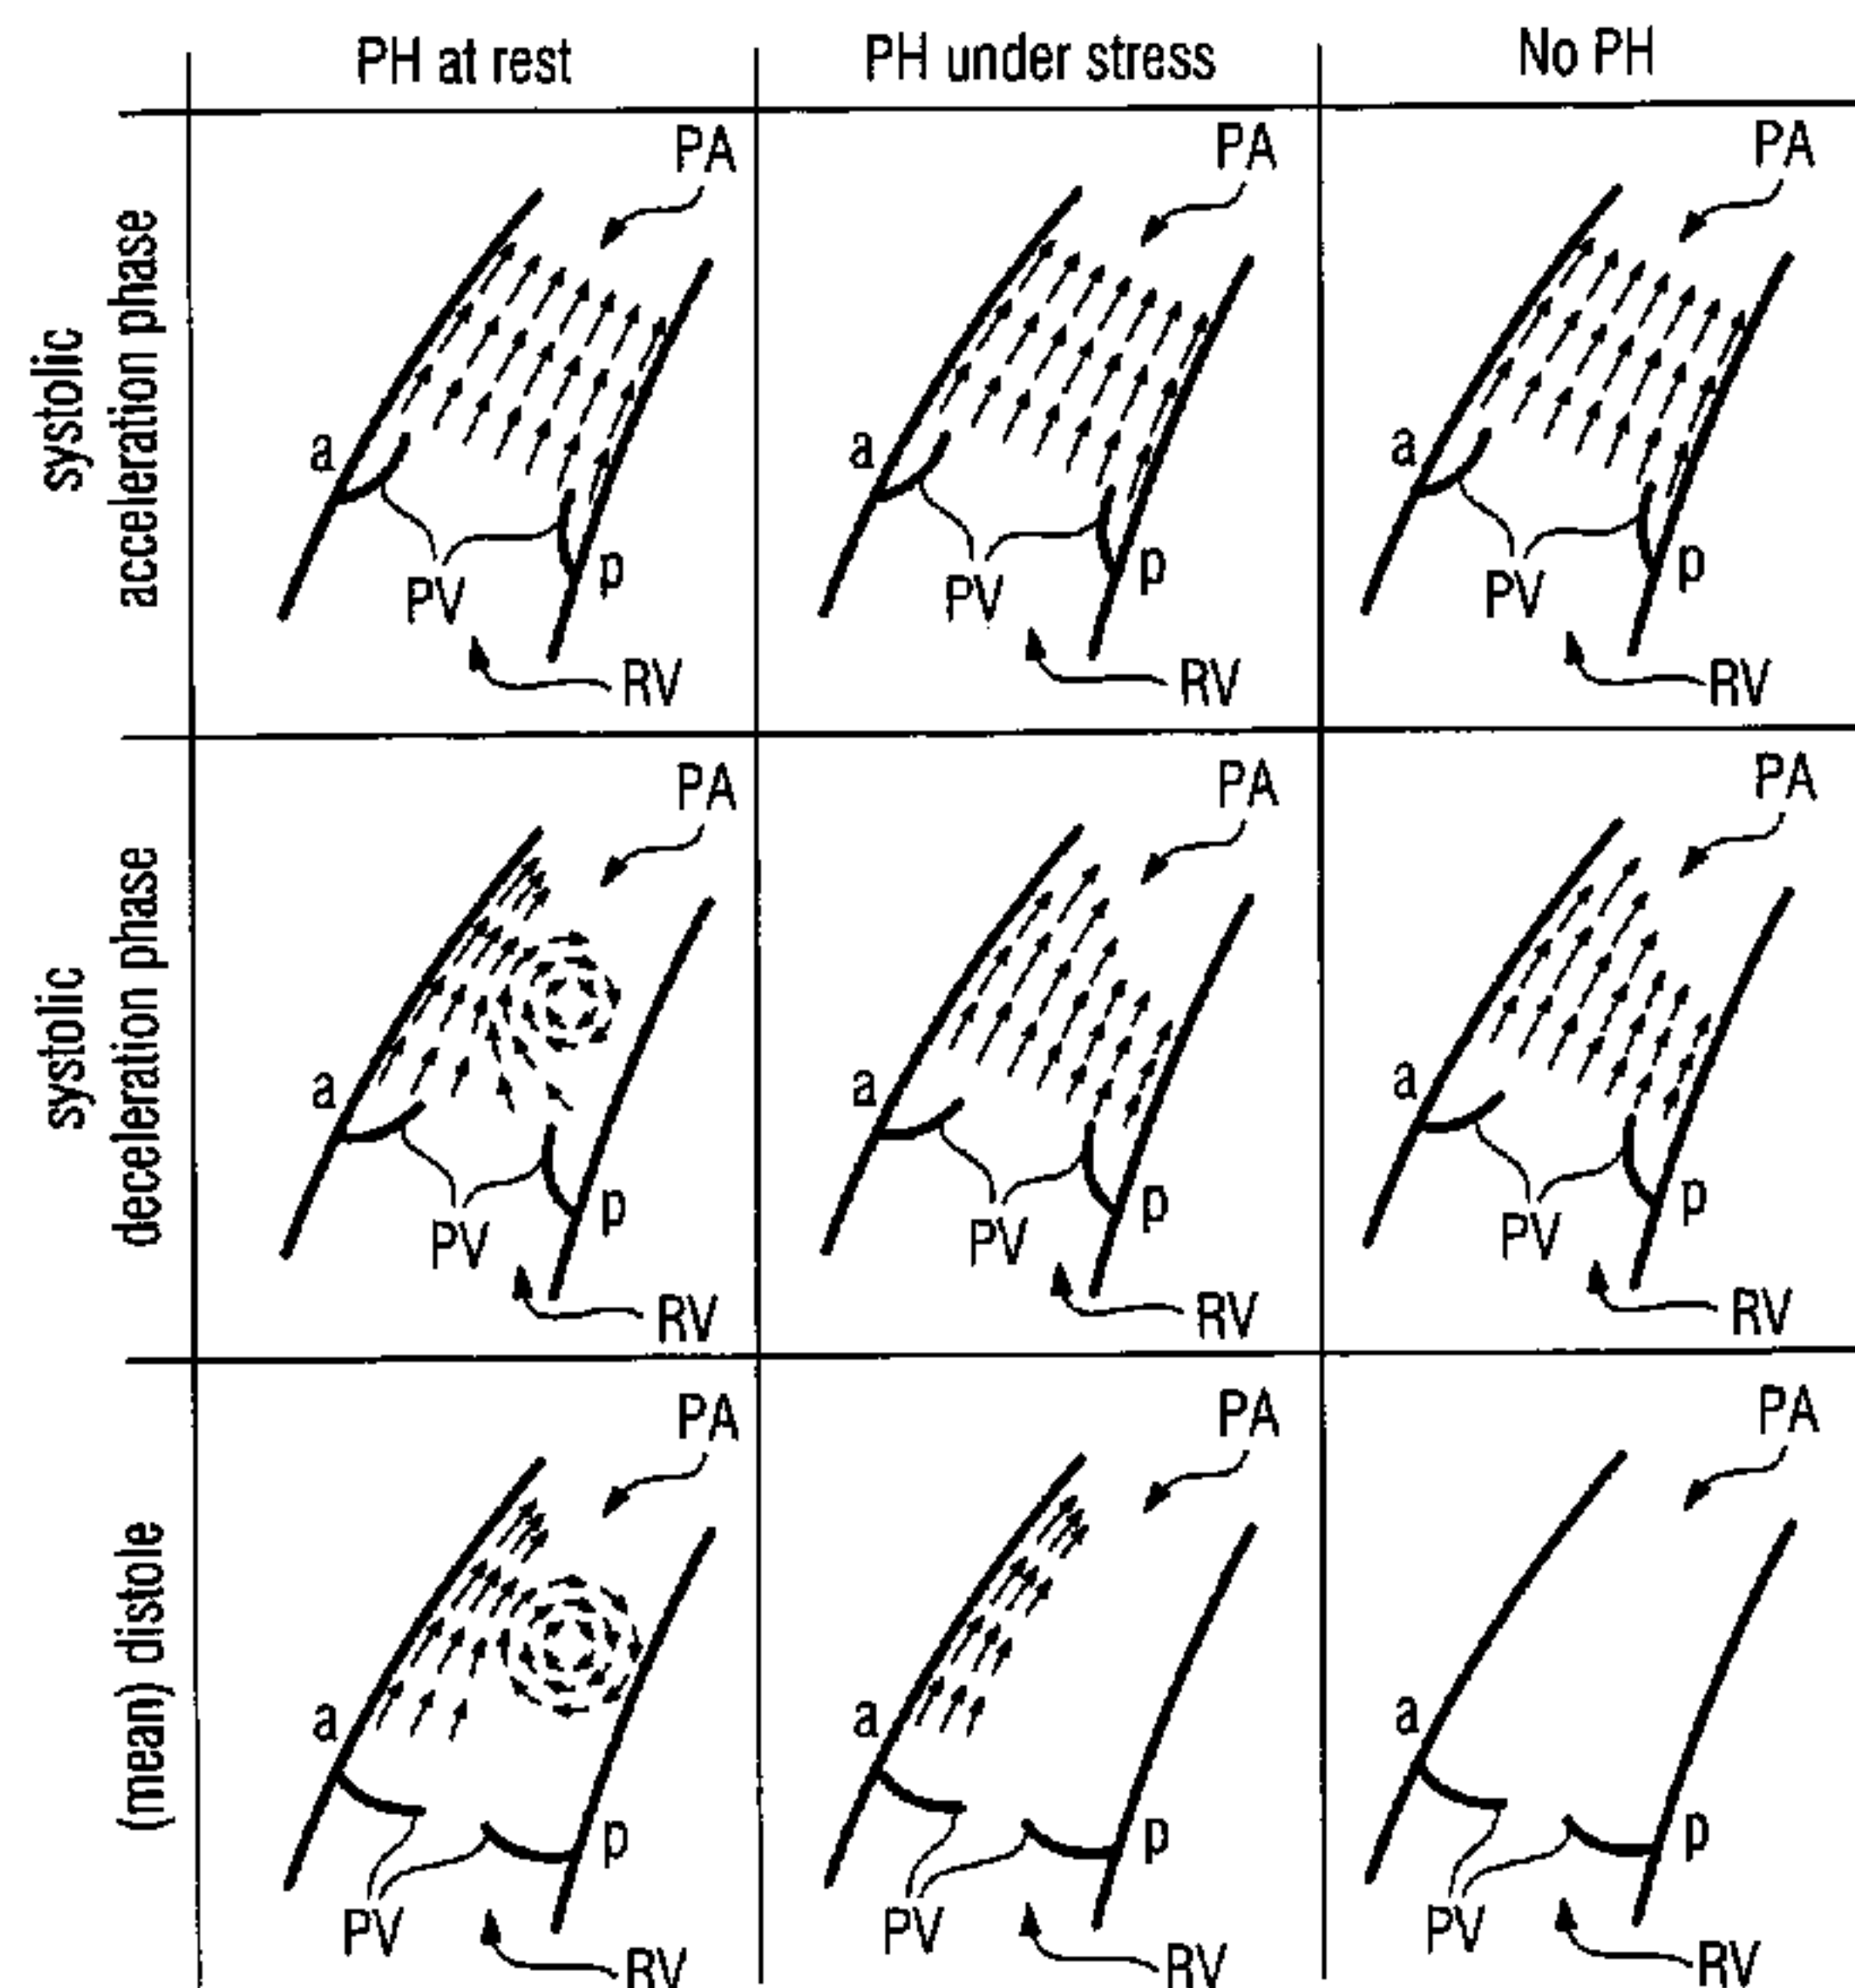 PH at rest
PH under stress
No PH
systolic
acceleration phase
PA
a
p
PV
RV
PA
a
p
PV
RV
PA
a
p
PV
RV
systolic
deceleration phase
PA
a
p
PV
RV
PA
a
p
PV
RV
PA
a
p
PV
RV
(mean) distole
PA
a
p
PV
RV
PA
a
p
PV
RV
PA
a
p
PV
RV